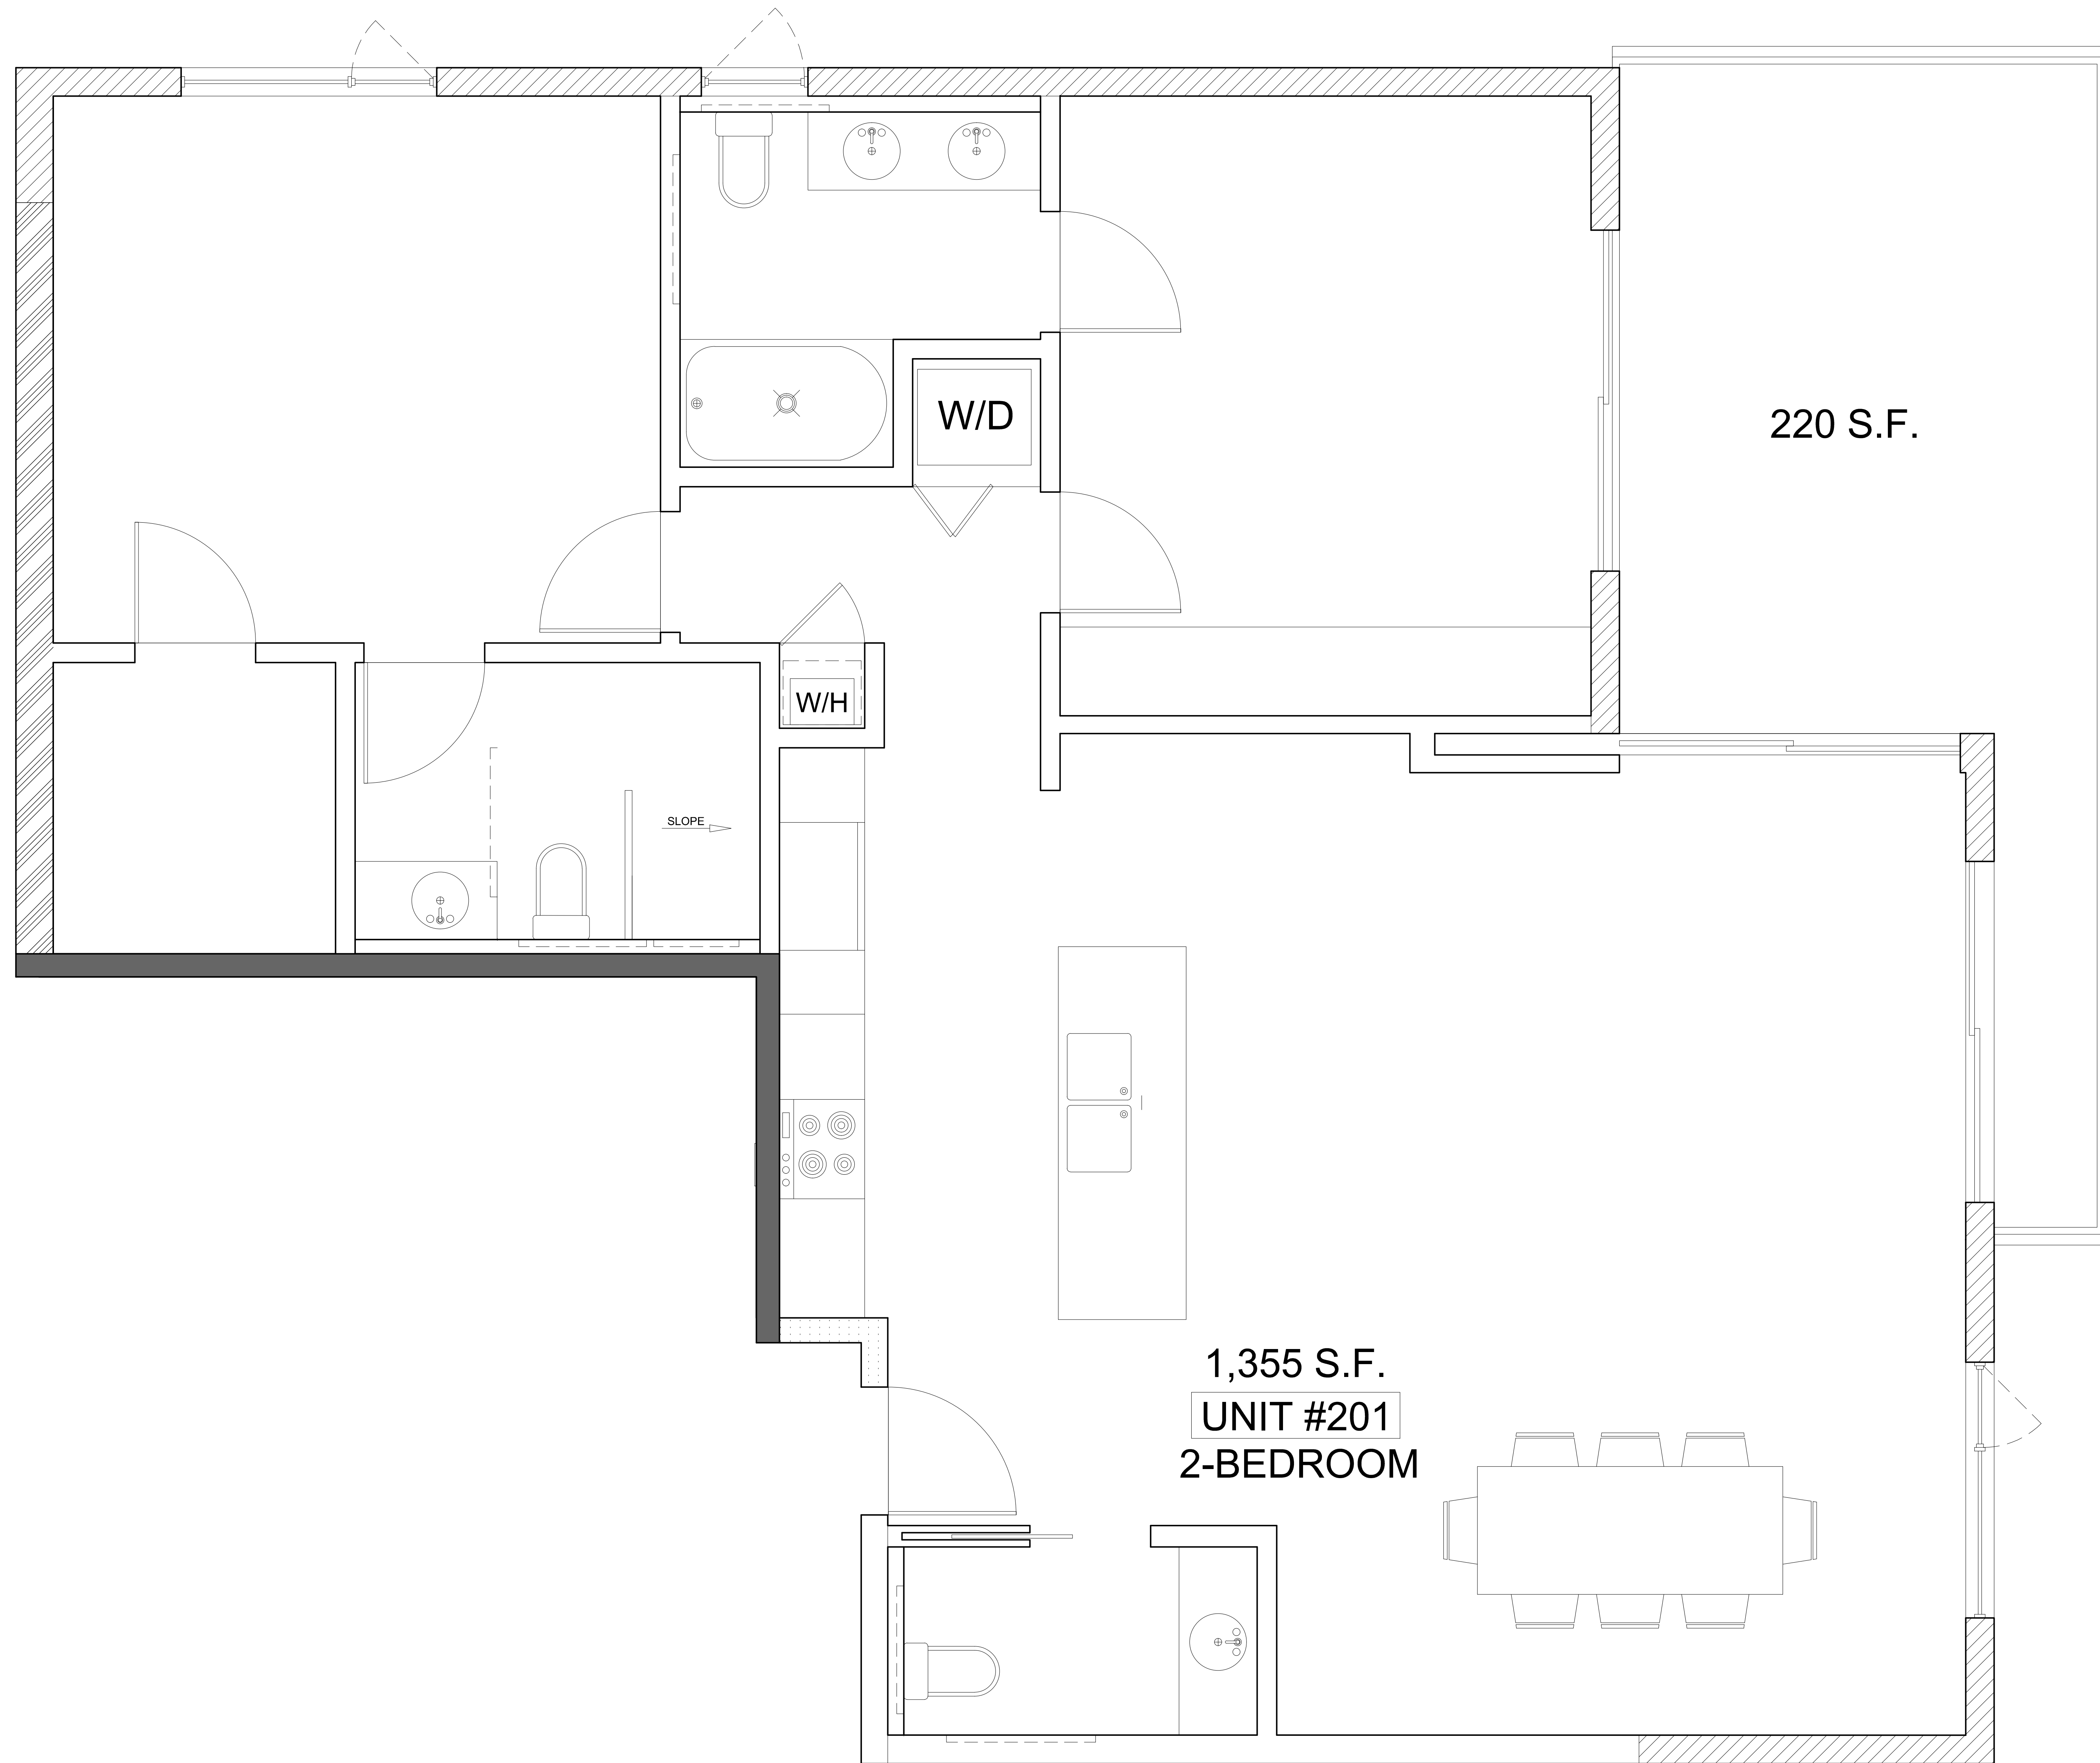 W/D
220 S.F.
W/H
SLOPE
1,355 S.F.
UNIT #201
2-BEDROOM